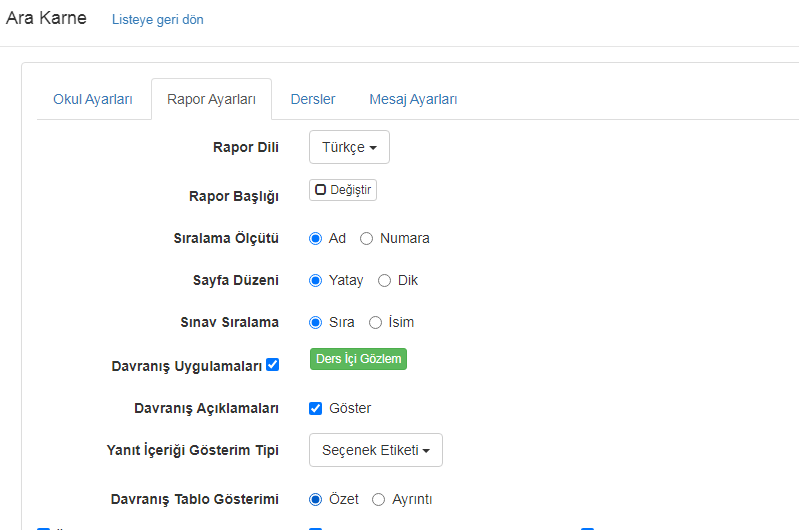 Ara Karne Listeye geri dön
Okul Ayarları Rapor Ayarları Dersler Mesaj Ayarları
Rapor Dili Türkçe
Rapor Başlığı Değiştir
Sıralama Ölçütü Ad Numara
Sayfa Düzeni Yatay Dik
Sınav Sıralama Sıra İsim
Davranış Uygulamaları Ders İçi Gözlem
Davranış Açıklamaları Göster
Yanıt İçeriği Gösterim Tipi Seçenek Etiketi
Davranış Tablo Gösterimi Özet Ayrıntı